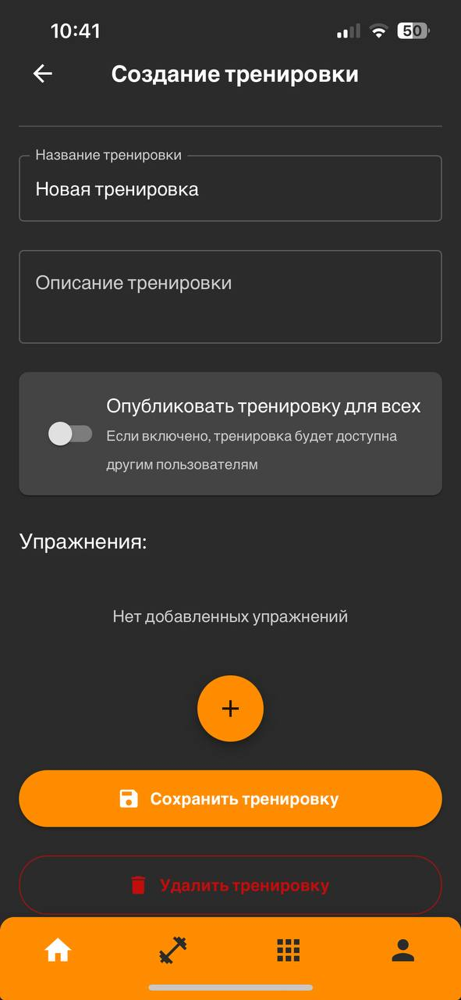 10:41
50
Создание тренировки
Название тренировки
Новая тренировка
Описание тренировки
Опубликовать тренировку для всех
Если включено, тренировка будет доступна
другим пользователям
Упражнения:
Нет добавленных упражнений
Сохранить тренировку
Удалить тренировку